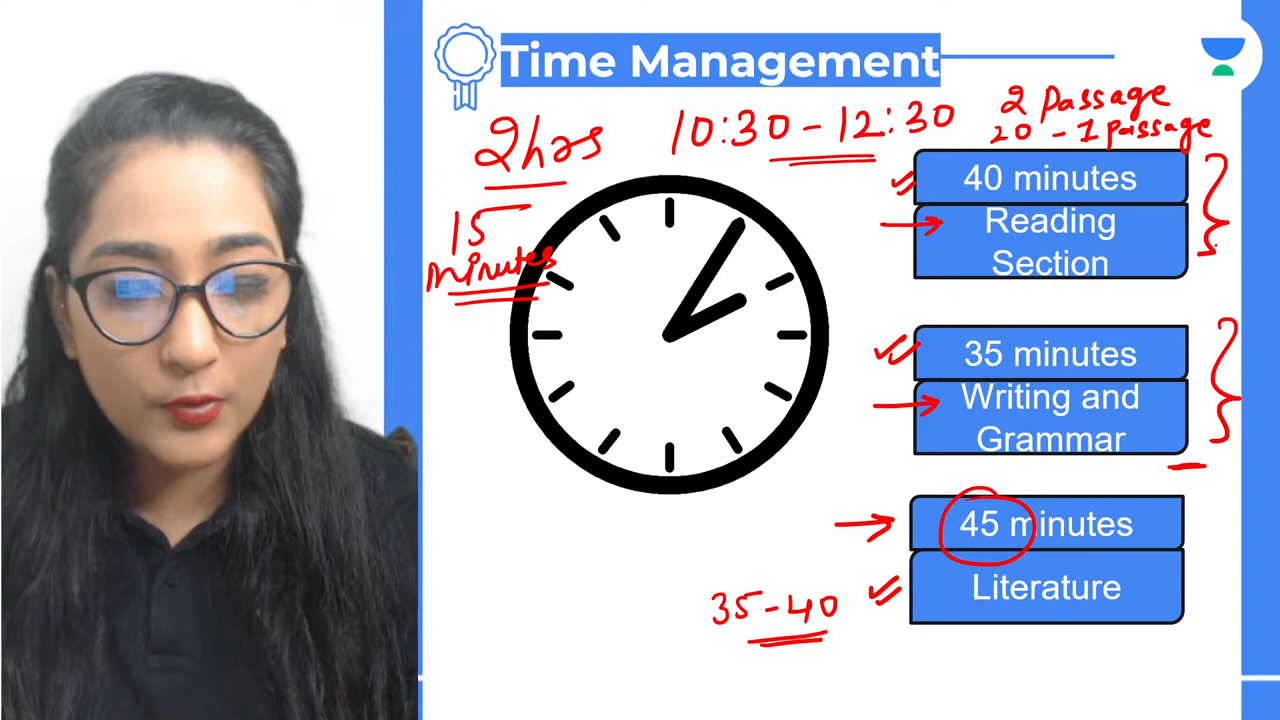 Time Management
2hrs
10:30 - 12:30
2 Passage
20 - 1 passage
15
minutes
40 minutes
Reading
Section
35 minutes
Writing and
Grammar
45 minutes
Literature
35-40